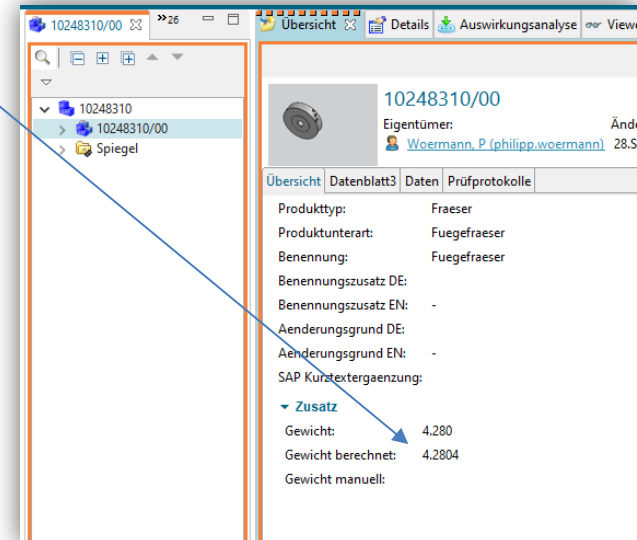 10248310/00
»26
10248310
10248310/00
Spiegel
Übersicht Details Auswirkungsanalyse
10248310/00
Eigentümer:
Woermann, P (philipp.woermann) 28.S
Übersicht Datenblatt3 Daten Prüfprotokolle
Produkttyp: Fraeser
Produktunterart: Fuegefraeser
Benennung: Fuegefraeser
Benennungszusatz DE:
Benennungszusatz EN: -
Aenderungsgrund DE:
Aenderungsgrund EN: -
SAP Kurztextergaenzung:
Zusatz
Gewicht: 4.280
Gewicht berechnet: 4.2804
Gewicht manuell: